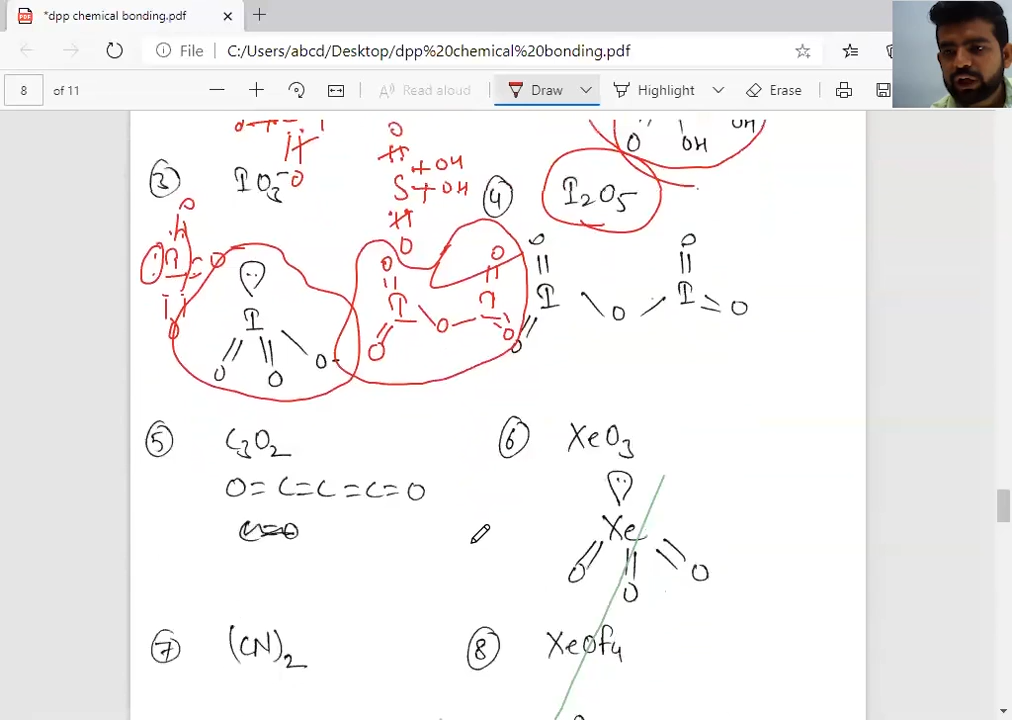 *dpp chemical bonding.pdf
File C:/Users/abcd/Desktop/dpp%20chemical%20bonding.pdf
8 of 11
Read aloud
Draw
Highlight
Erase
O
OH
OH
O
S OH
OH
O
③ IO3-
O
④ I2O5
O
I O
O
I
O O O-
O O
I I
O O O
O O
I I
O O O
⑤ C3O2
O=C=C=C=O
⑥ XeO3
Xe
O O O
⑦ (CN)2
⑧ XeOF4